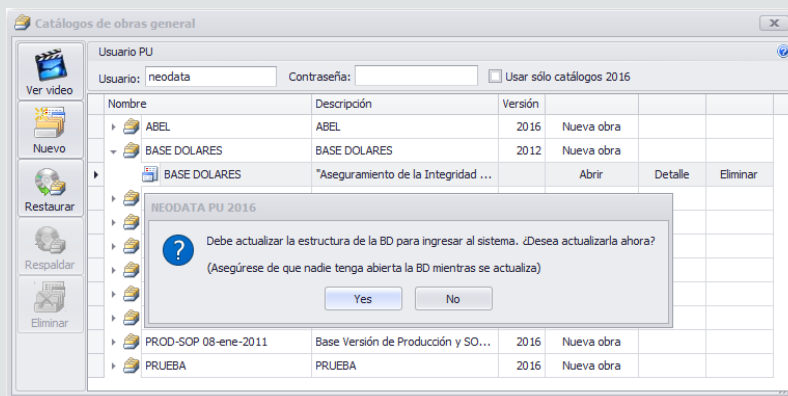 Catálogos de obras general
Usuario PU
Usuario: neodata Contraseña: Usar sólo catálogos 2016
Ver video
Nuevo
Restaurar
Respaldar
Eliminar
Nombre Descripción Versión
ABEL ABEL 2016 Nueva obra
BASE DOLARES BASE DOLARES 2012 Nueva obra
BASE DOLARES "Aseguramiento de la Integridad ... Abrir Detalle Eliminar
NEODATA PU 2016
Debe actualizar la estructura de la BD para ingresar al sistema. ¿Desea actualizarla ahora?
(Asegúrese de que nadie tenga abierta la BD mientras se actualiza)
Yes No
PROD-SOP 08-ene-2011 Base Versión de Producción y SO... 2016 Nueva obra
PRUEBA PRUEBA 2016 Nueva obra